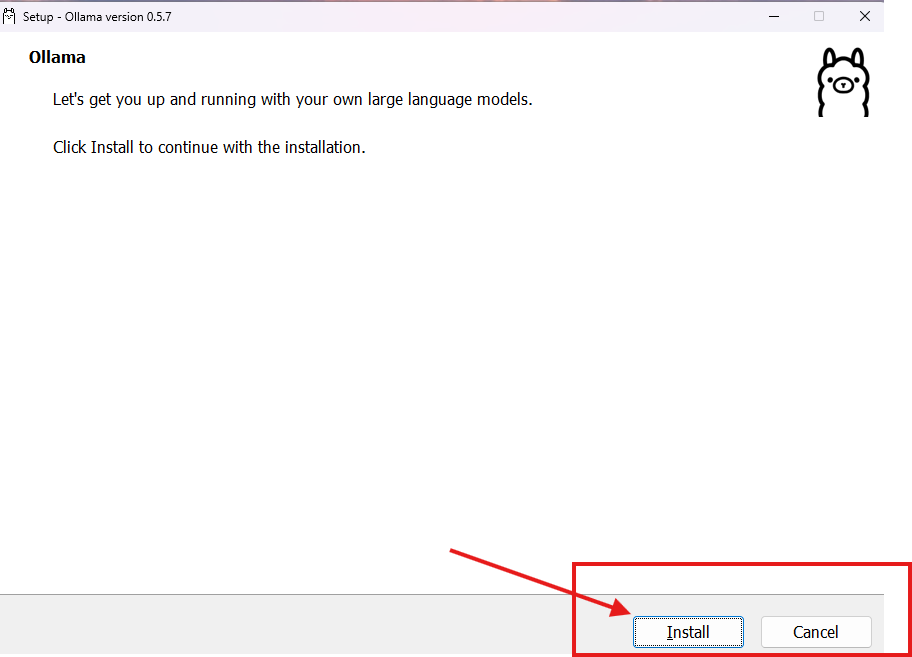 Setup - Ollama version 0.5.7
Ollama
Let's get you up and running with your own large language models.
Click Install to continue with the installation.
Install
Cancel